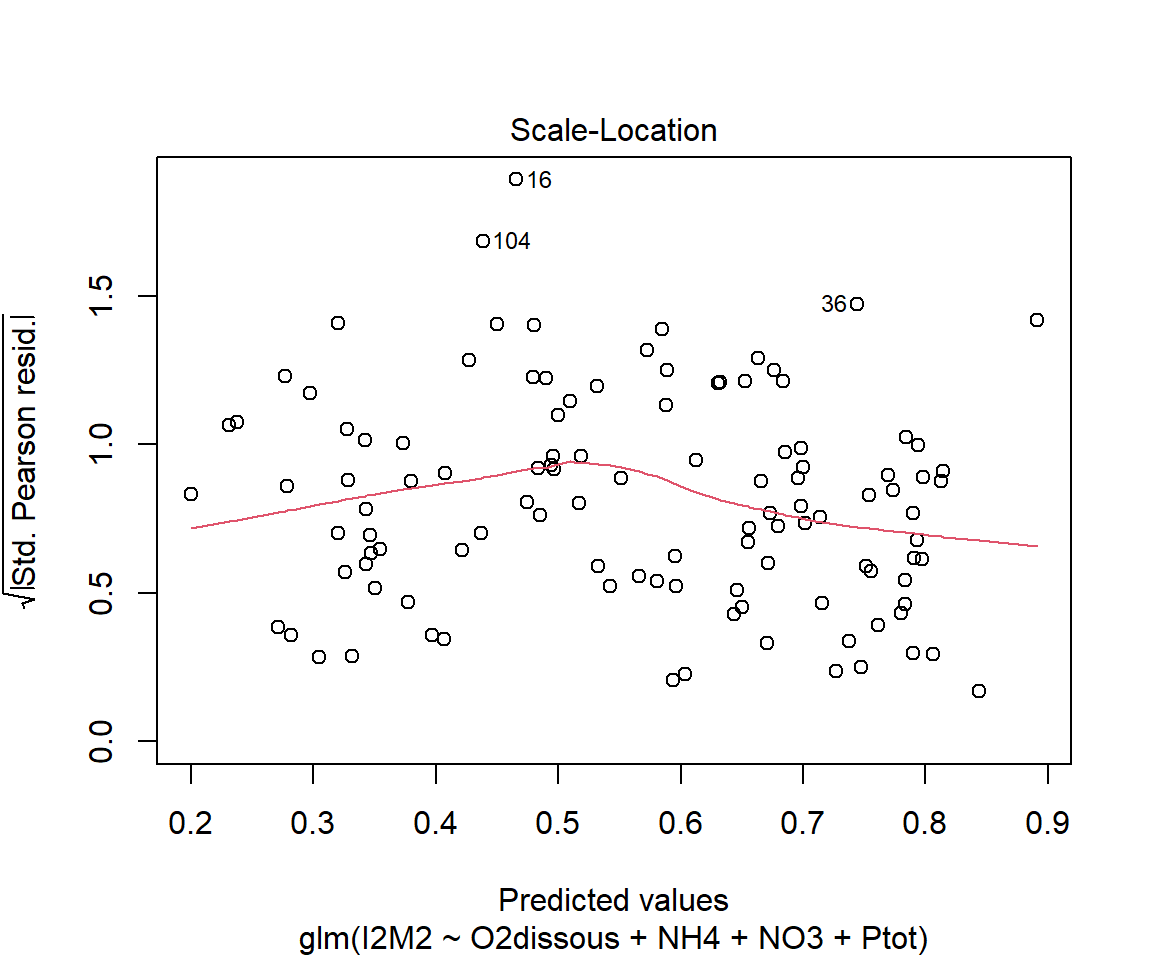 Scale-Location
√|Std. Pearson resid.|
16
104
36
1.5
1.0
0.5
0.0
0.2 0.3 0.4 0.5 0.6 0.7 0.8 0.9
Predicted values
glm(I2M2 ~ O2dissous + NH4 + NO3 + Ptot)